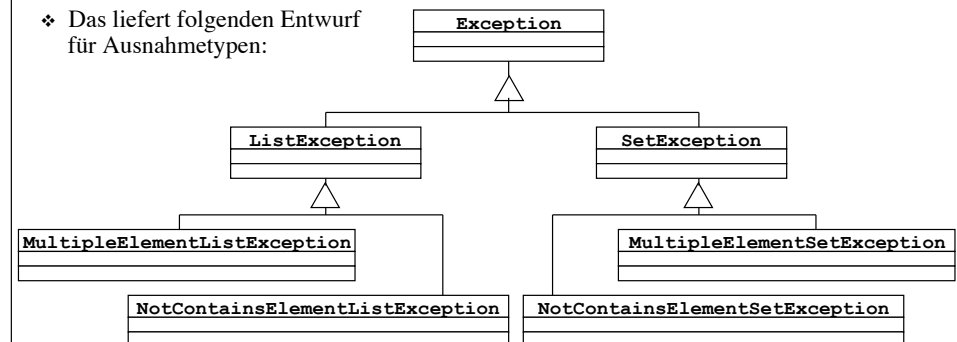 ❖ Das liefert folgenden Entwurf
für Ausnahmetypen:
Exception
ListException
SetException
MultipleElementListException
MultipleElementSetException
NotContainsElementListException
NotContainsElementSetException